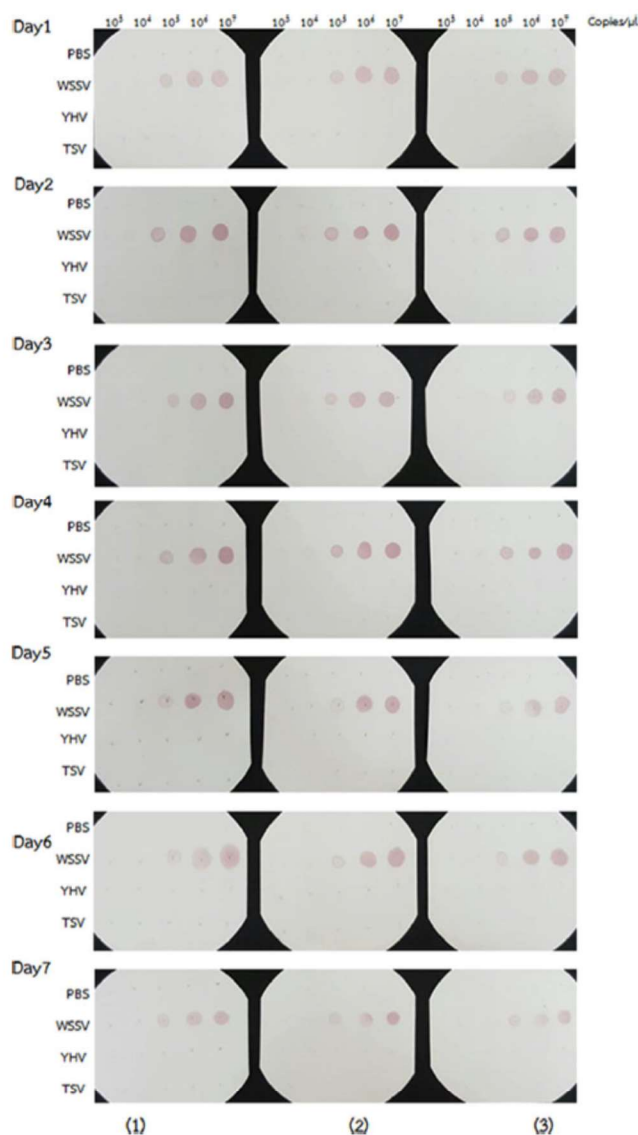 10³ 10⁴ 10⁵ 10⁶ 10⁹ 10³ 10⁴ 10⁵ 10⁶ 10⁹ 10³ 10⁴ 10⁵ 10⁶ 10⁹ Copies/µl
Day1
PBS
WSSV
YHV
TSV
Day2
PBS
WSSV
YHV
TSV
Day3
PBS
WSSV
YHV
TSV
Day4
PBS
WSSV
YHV
TSV
Day5
PBS
WSSV
YHV
TSV
PBS
Day6
WSSV
YHV
TSV
Day7
PBS
WSSV
YHV
TSV
(1) (2) (3)